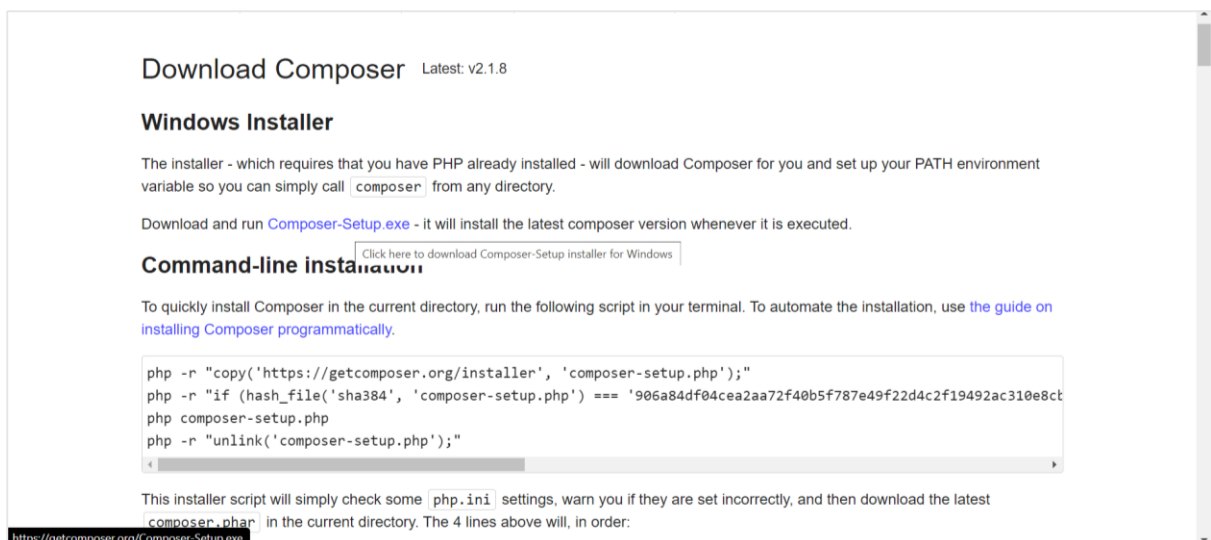 Download Composer Latest: v2.1.8
Windows Installer
The installer - which requires that you have PHP already installed - will download Composer for you and set up your PATH environment
variable so you can simply call composer from any directory.
Download and run Composer-Setup.exe - it will install the latest composer version whenever it is executed.
Click here to download Composer-Setup installer for Windows
Command-line installation
To quickly install Composer in the current directory, run the following script in your terminal. To automate the installation, use the guide on
installing Composer programmatically.
php -r "copy('https://getcomposer.org/installer', 'composer-setup.php');"
php -r "if (hash_file('sha384', 'composer-setup.php') === '906a84df04cea2aa72f40b5f787e49f22d4c2f19492ac310e8cb
php composer-setup.php
php -r "unlink('composer-setup.php');"
This installer script will simply check some php.ini settings, warn you if they are set incorrectly, and then download the latest
composer.phar in the current directory. The 4 lines above will, in order:
https://getcomposer.org/Composer-Setup.exe